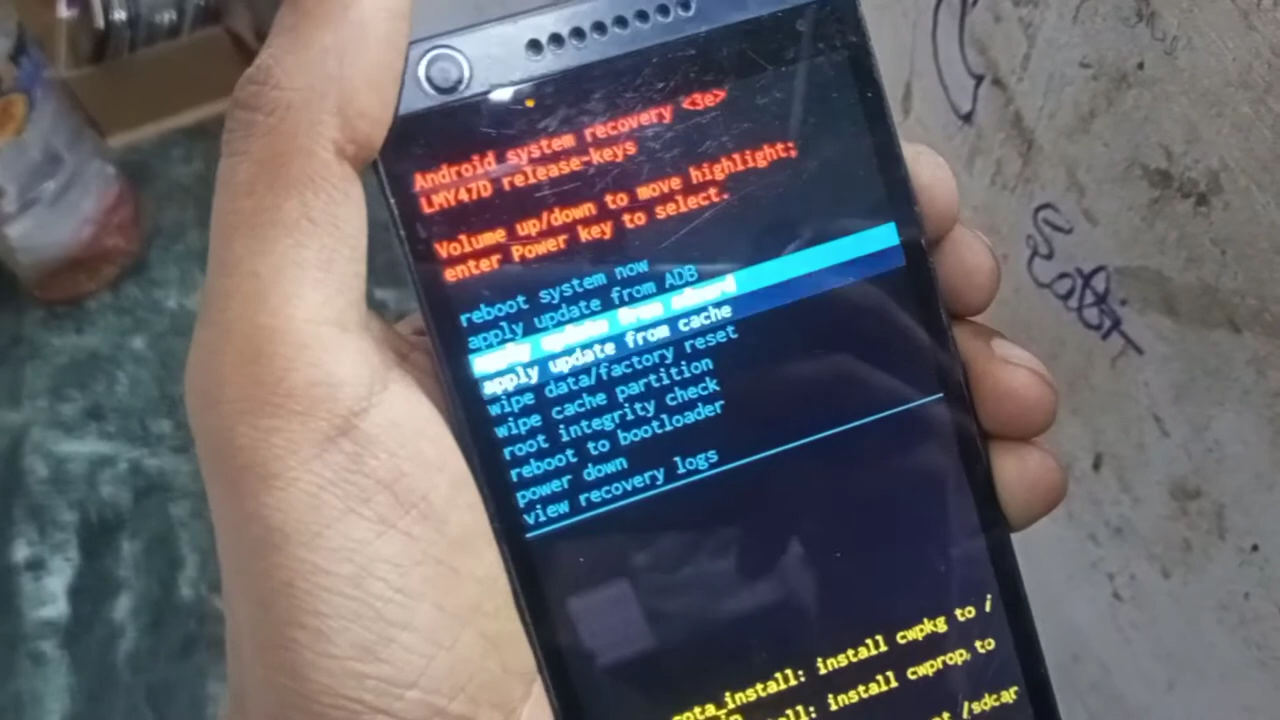 Android system recovery <3e>
LMY47D release-keys
Volume up/down to move highlight;
enter Power key to select.
reboot system now
apply update from ADB
apply update from sdcard
apply update from cache
wipe data/factory reset
wipe cache partition
root integrity check
reboot to bootloader
power down
view recovery logs
sota_install: install cwpkg to /
install cwprop to
/sdcar